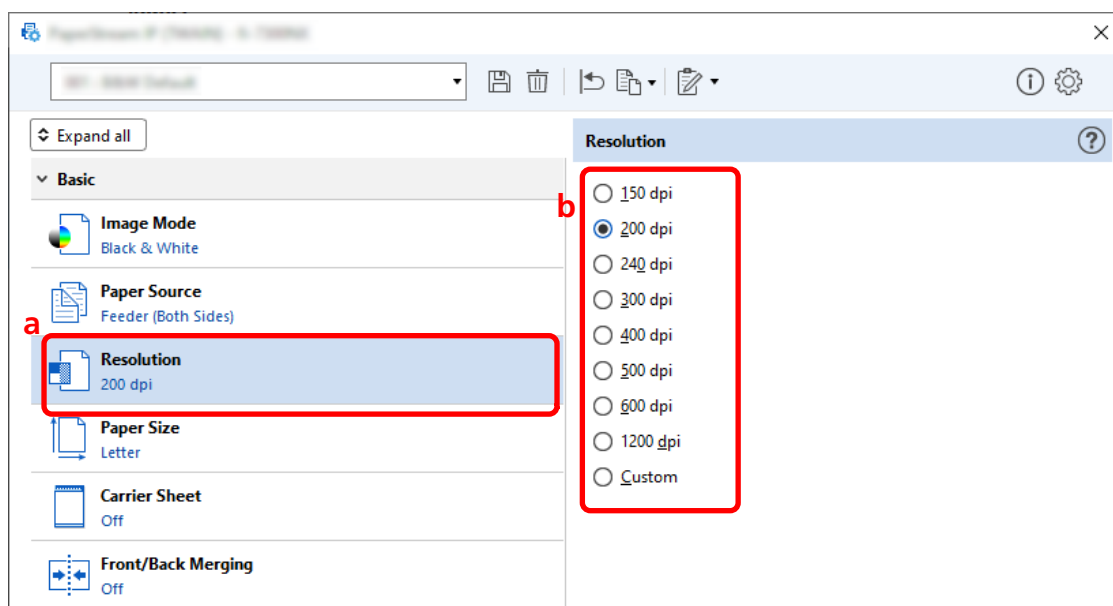 Expand all
Resolution
Basic
b
150 dpi
Image Mode
200 dpi
Black & White
240 dpi
Paper Source
300 dpi
Feeder (Both Sides)
a
400 dpi
Resolution
500 dpi
200 dpi
600 dpi
Paper Size
1200 dpi
Letter
Custom
Carrier Sheet
Off
Front/Back Merging
Off